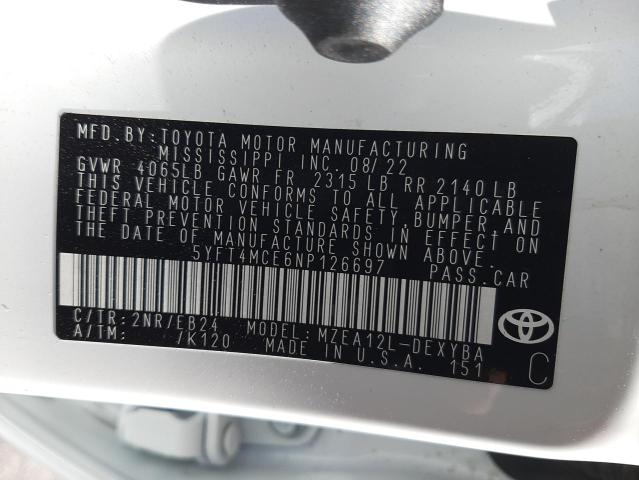 MFD. BY: TOYOTA MOTOR MANUFACTURING
MISSISSIPPI INC. 08/22
GVWR 4065LB GAWR FR 2315 LB RR 2140 LB
THIS VEHICLE CONFORMS TO ALL APPLICABLE
FEDERAL MOTOR VEHICLE SAFETY, BUMPER, AND
THEFT PREVENTION STANDARDS IN EFFECT ON
THE DATE OF MANUFACTURE SHOWN ABOVE.
5YFT4MCE6NP126697 PASS. CAR
C/TR: 2NR/EB24 MODEL: MZEA12L-DEXYBA
A/TM: /K120 MADE IN U.S.A. 151
C